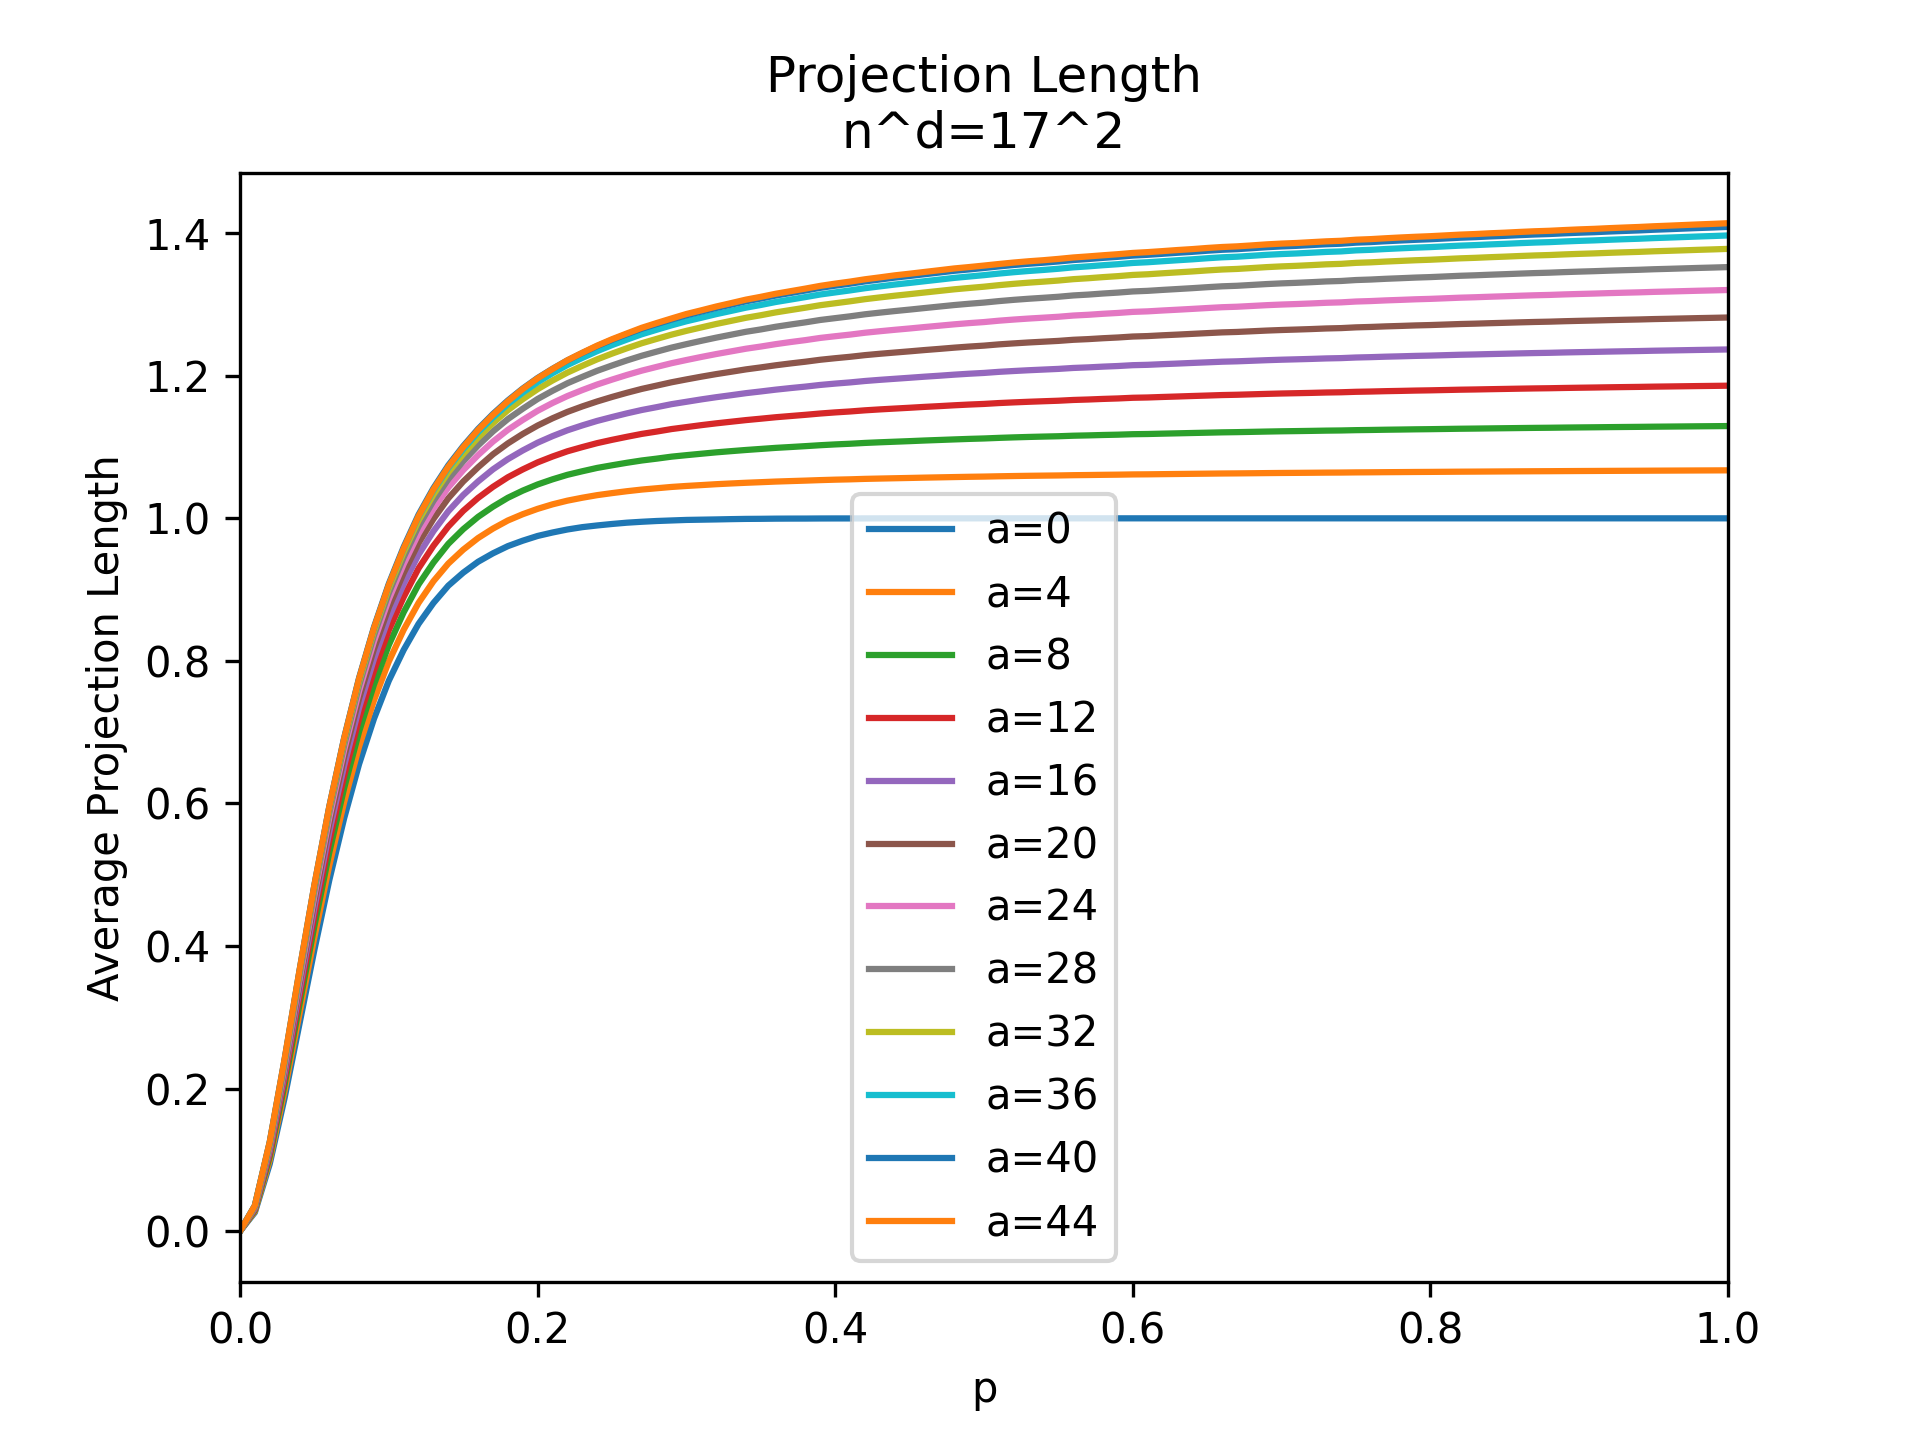 Projection Length
n^d=17^2
Average Projection Length
1.4
1.2
1.0
0.8
0.6
0.4
0.2
0.0
a=0
a=4
a=8
a=12
a=16
a=20
a=24
a=28
a=32
a=36
a=40
a=44
0.0 0.2 0.4 0.6 0.8 1.0
p